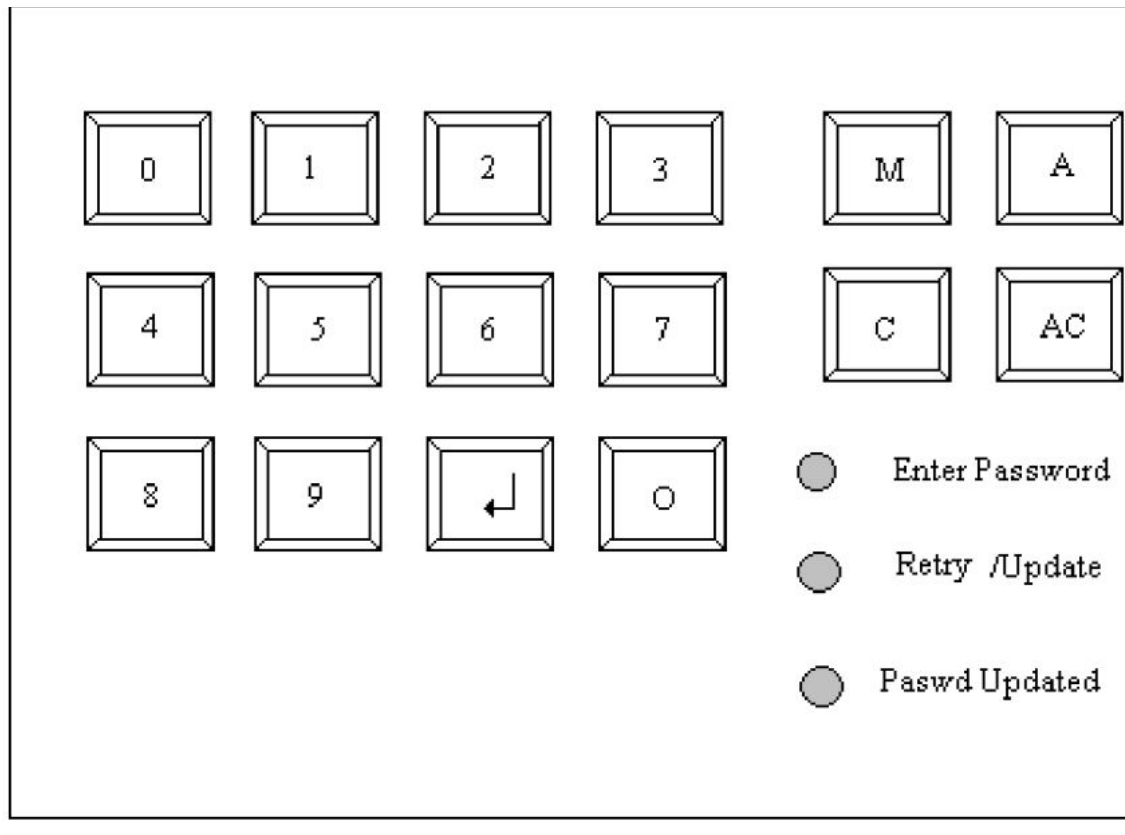 0 1 2 3 M A
4 5 6 7 C AC
8 9 ↵ O
Enter Password
Retry /Update
Paswd Updated